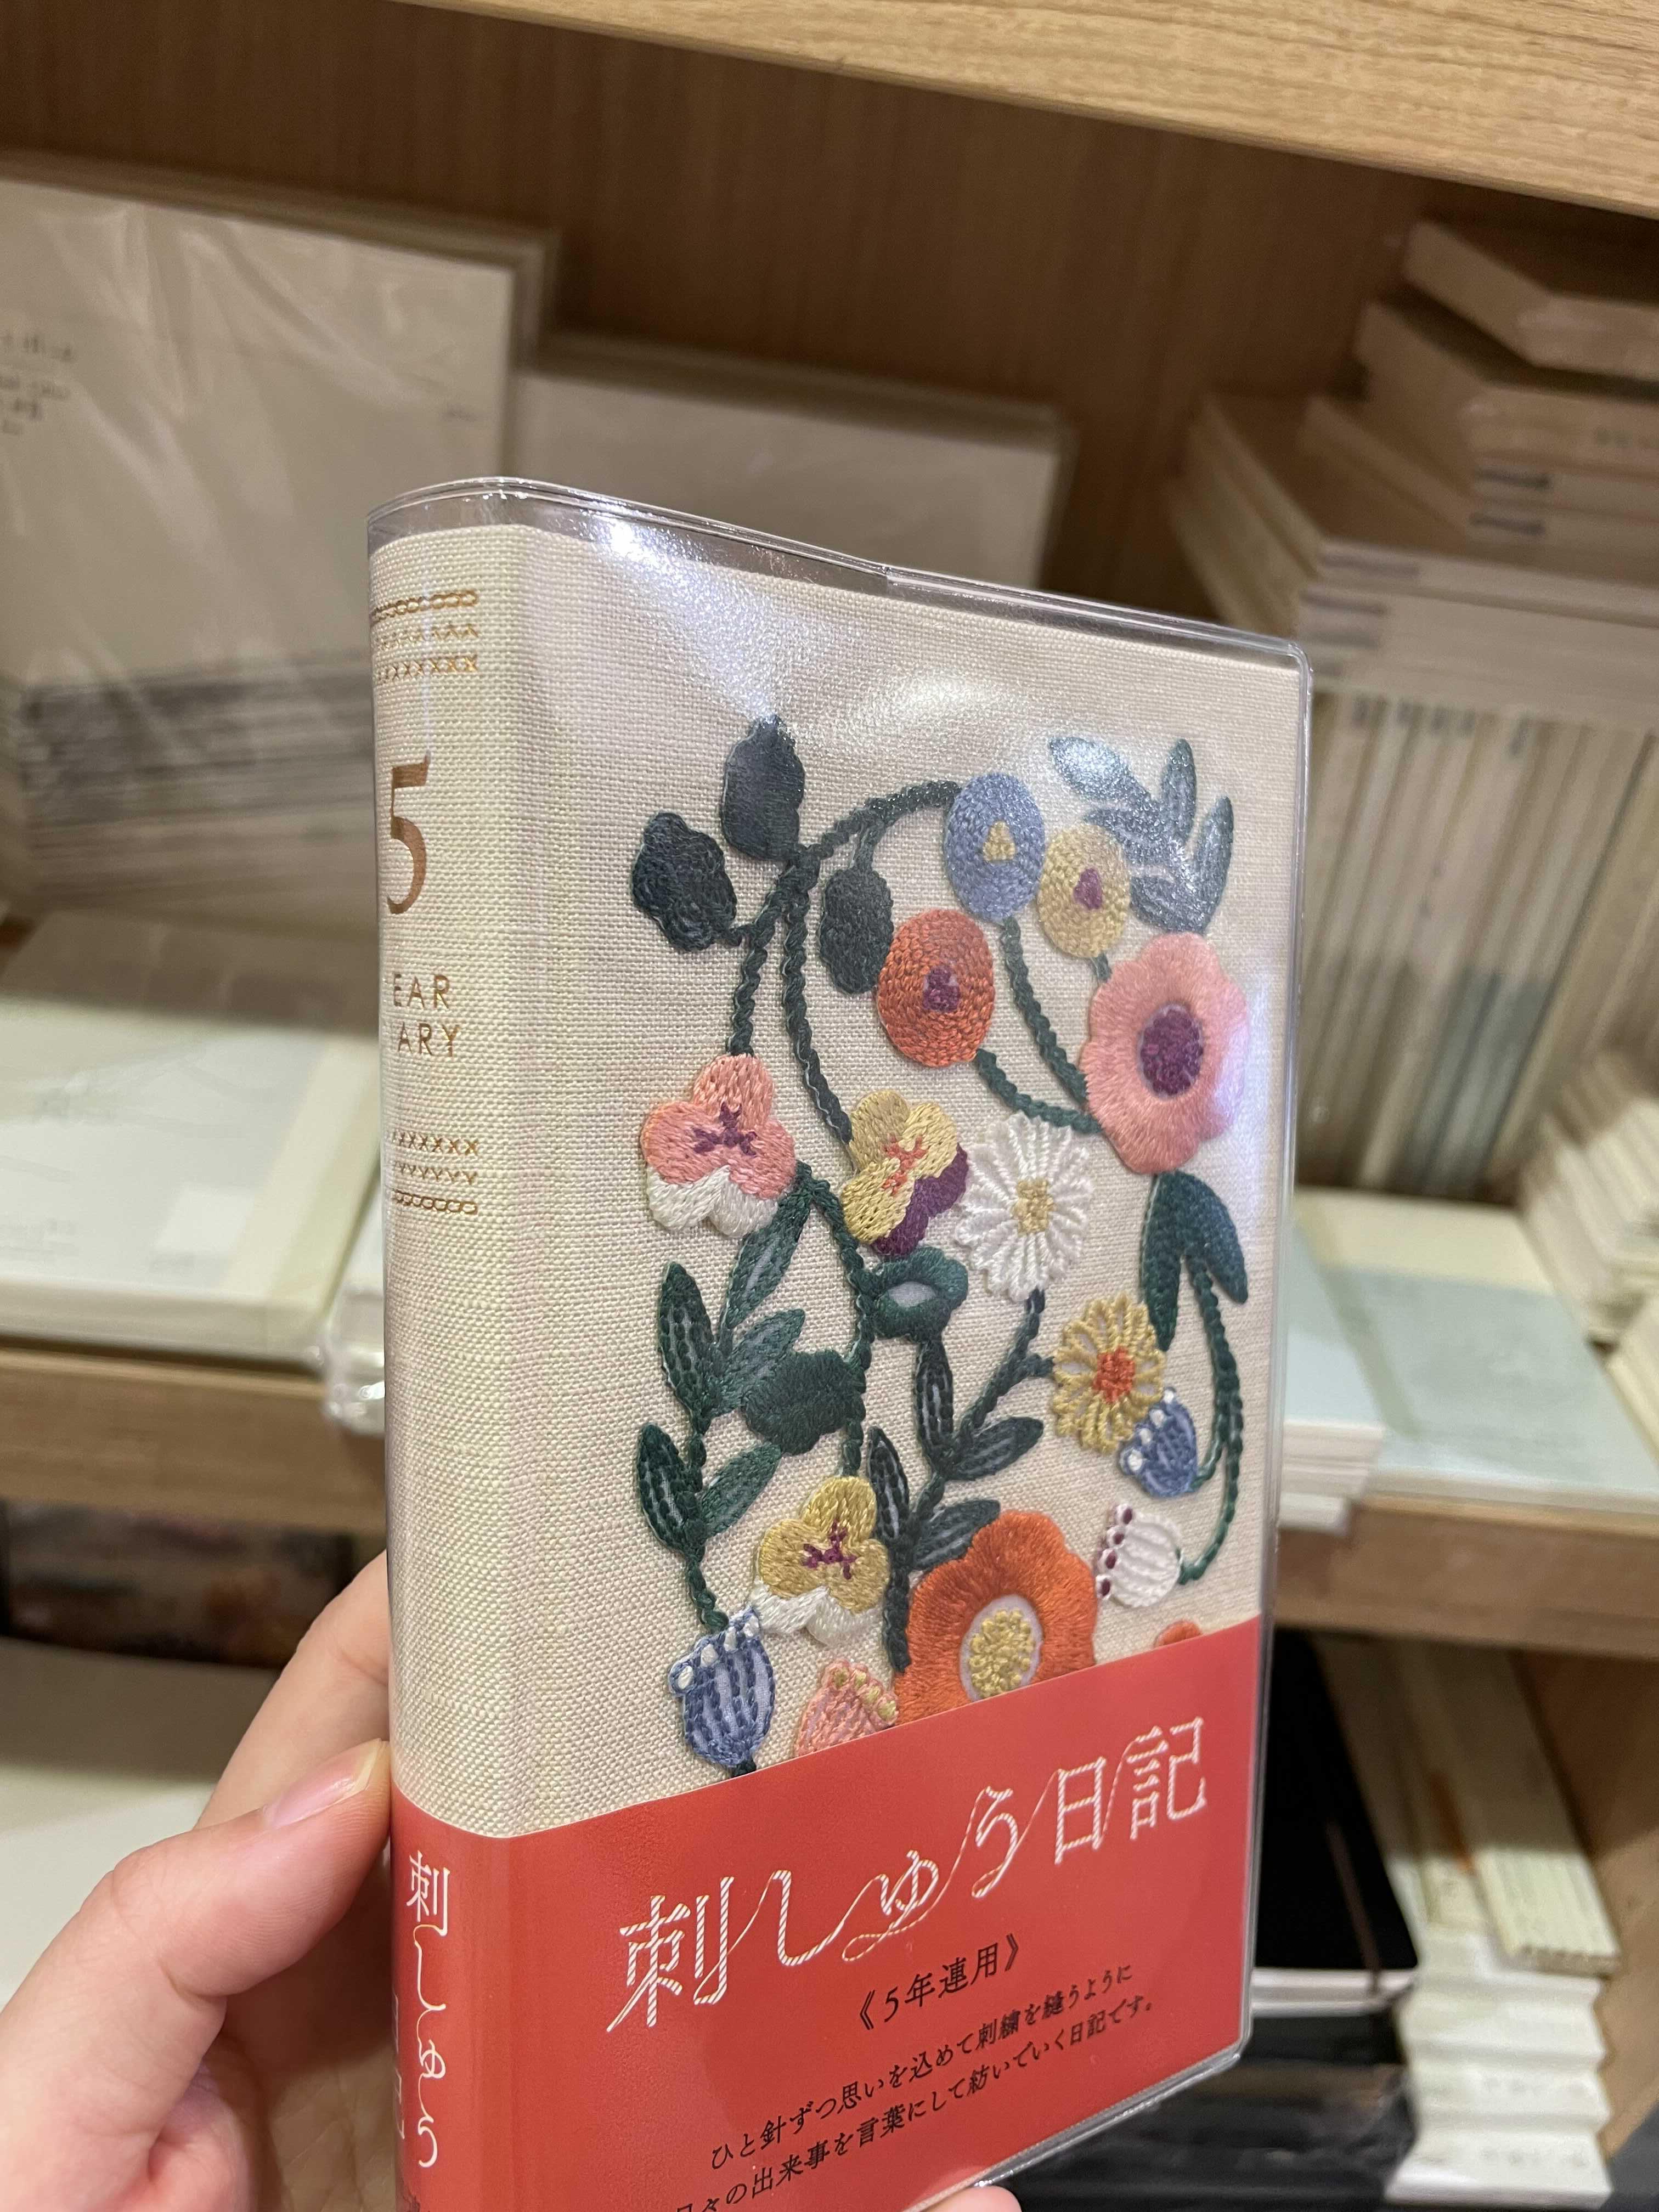 5
EAR
ARY
刺しゅう日記
《5年連用》
ひと針ずつ思いを込めて刺繍を縫うように
々の出来事を言葉にして紡いでいく日記です。
刺しゅう